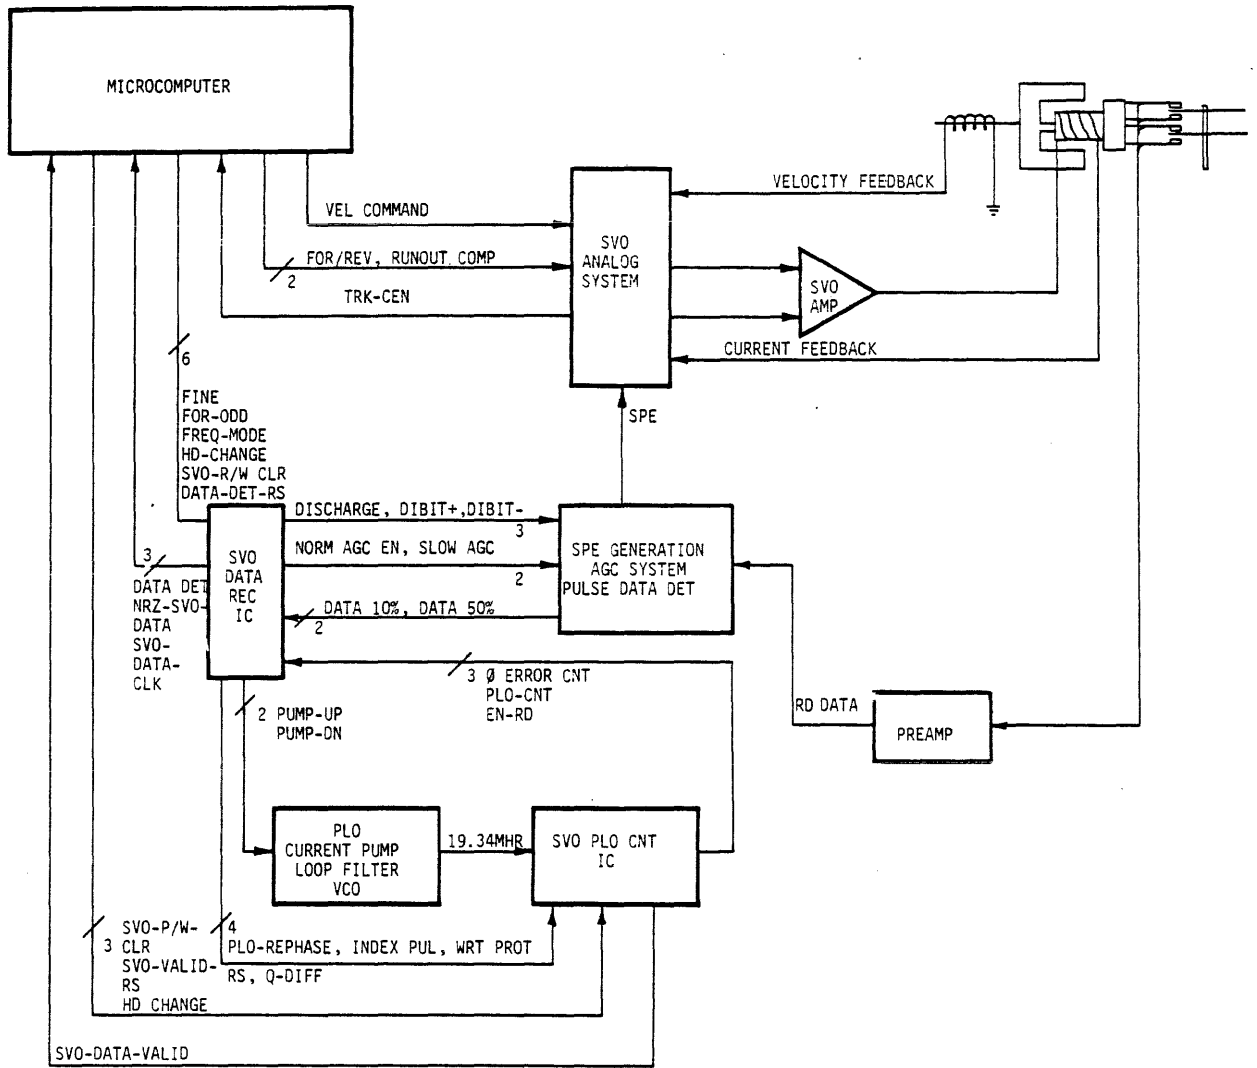 MICROCOMPUTER
VELOCITY FEEDBACK
VEL COMMAND
SVO
ANALOG
SYSTEM
FOR/REV, RUNOUT COMP
2
TRK-CEN
SVO
AMP
CURRENT FEEDBACK
6
FINE
FOR-ODD
FREQ-MODE
HD-CHANGE
SVO-R/W CLR
DATA-DET-RS
SPE
DISCHARGE, DIBIT+,DIBIT-
3
NORM AGC EN, SLOW AGC
2
SVO
DATA
REC
IC
SPE GENERATION
AGC SYSTEM
PULSE DATA DET
3
DATA DET
NRZ-SVO-
DATA
SVO-
DATA-
CLK
DATA 10%, DATA 50%
2
3 Ø ERROR CNT
PLO-CNT
EN-RD
2 PUMP-UP
PUMP-DN
RD DATA
PREAMP
PLO
CURRENT PUMP
LOOP FILTER
VCO
19.34MHR
SVO PLO CNT
IC
3
SVO-P/W-
CLR
SVO-VALID-
RS
HD CHANGE
4
PLO-REPHASE, INDEX PUL, WRT PROT
RS, Q-DIFF
SVO-DATA-VALID